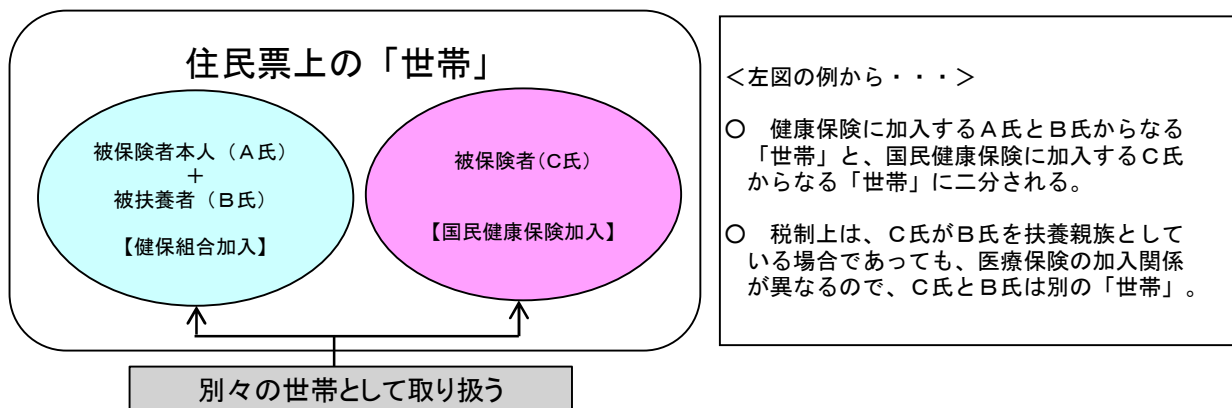 住民票上の「世帯」
被保険者本人（Ａ氏）
＋
被扶養者（Ｂ氏）
【健保組合加入】
被保険者（Ｃ氏）
【国民健康保険加入】
別々の世帯として取り扱う
＜左図の例から・・・＞
○　健康保険に加入するＡ氏とＢ氏からなる
「世帯」と、国民健康保険に加入するＣ氏
からなる「世帯」に二分される。
○　税制上は、Ｃ氏がＢ氏を扶養親族として
いる場合であっても、医療保険の加入関係
が異なるので、Ｃ氏とＢ氏は別の「世帯」。